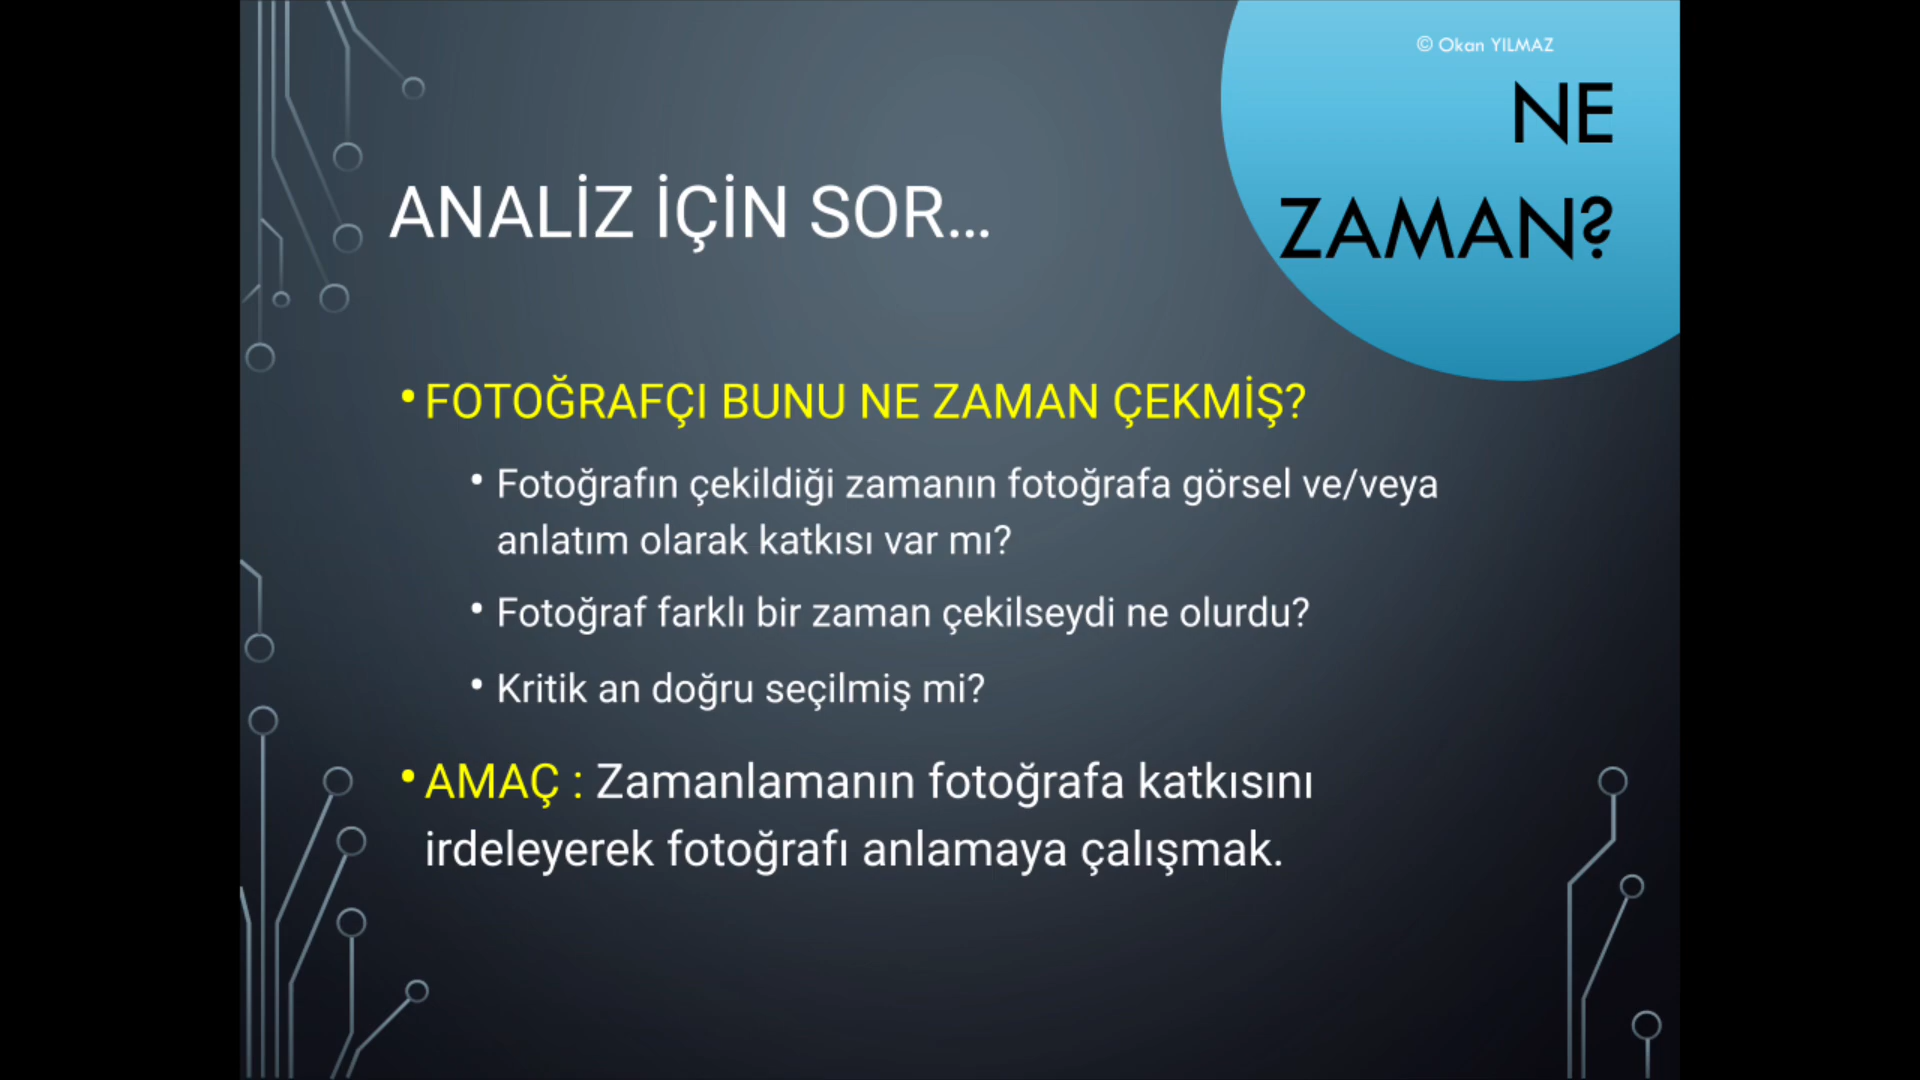 © Okan YILMAZ
NE
ZAMAN?
ANALİZ İÇİN SOR...
• FOTOĞRAFÇI BUNU NE ZAMAN ÇEKMİŞ?
• Fotoğrafın çekildiği zamanın fotoğrafa görsel ve/veya
anlatım olarak katkısı var mı?
• Fotoğraf farklı bir zaman çekilseydi ne olurdu?
• Kritik an doğru seçilmiş mi?
• AMAÇ : Zamanlamanın fotoğrafa katkısını
irdeleyerek fotoğrafı anlamaya çalışmak.